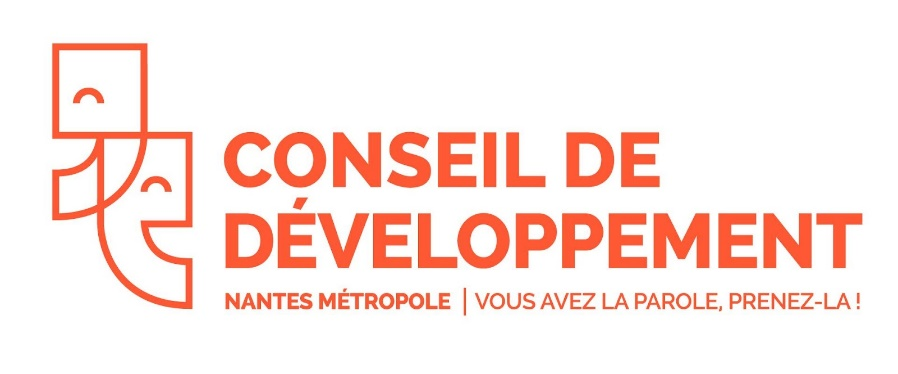 CONSEIL DE
DÉVELOPPEMENT
NANTES MÉTROPOLE | VOUS AVEZ LA PAROLE, PRENEZ-LA !